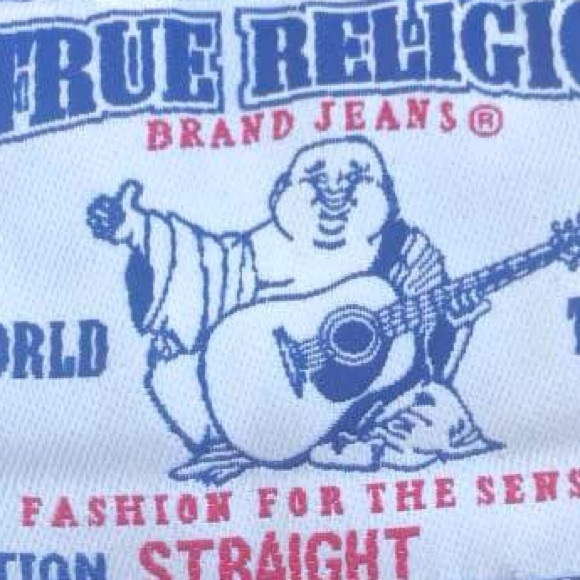 TRUE RELIGIO
BRAND JEANS®
ORLD T
FASHION FOR THE SENS
TION STRAIGHT